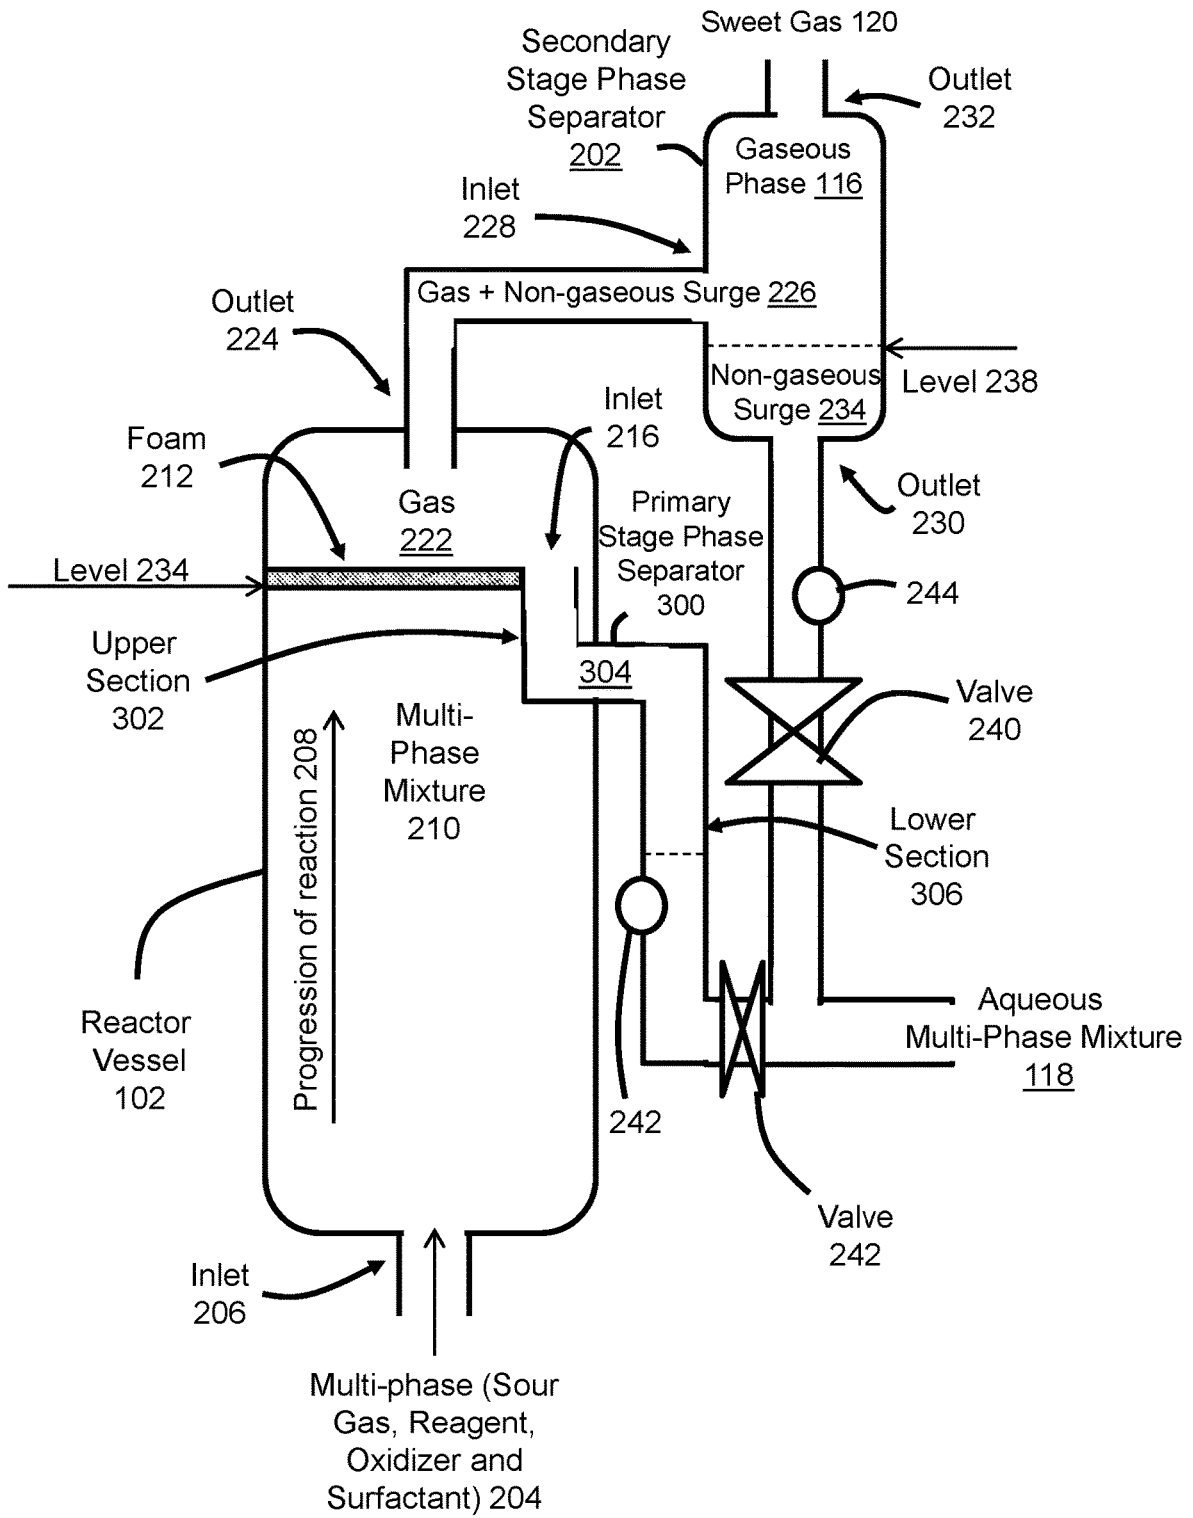 Sweet Gas 120
Secondary
Stage Phase
Separator
202
Outlet
232
Gaseous
Phase 116
Inlet
228
Gas + Non-gaseous Surge 226
Outlet
224
Non-gaseous
Surge 234
Level 238
Inlet
216
Foam
212
Gas
222
Primary
Stage Phase
Separator
300
Outlet
230
Level 234
244
Upper
Section
302
304
Valve
240
Multi-
Phase
Mixture
210
Progression of reaction 208
Lower
Section
306
Reactor
Vessel
102
Aqueous
Multi-Phase Mixture
118
242
Valve
242
Inlet
206
Multi-phase (Sour
Gas, Reagent,
Oxidizer and
Surfactant) 204